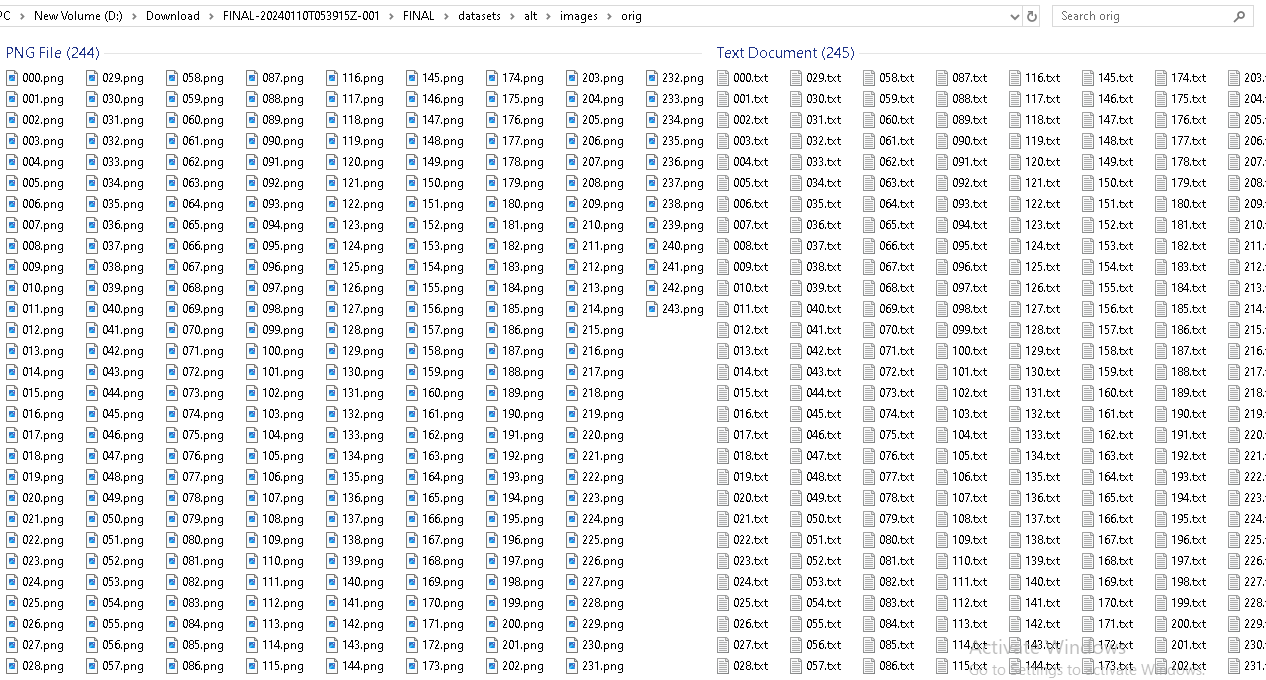 PC > New Volume (D:) > Download > FINAL-20240110T053915Z-001 > FINAL > datasets > alt > images > orig Search orig
PNG File (244) Text Document (245)
000.png 029.png 058.png 087.png 116.png 145.png 174.png 203.png 232.png 000.txt 029.txt 058.txt 087.txt 116.txt 145.txt 174.txt 203.
001.png 030.png 059.png 088.png 117.png 146.png 175.png 204.png 233.png 001.txt 030.txt 059.txt 088.txt 117.txt 146.txt 175.txt 204.
002.png 031.png 060.png 089.png 118.png 147.png 176.png 205.png 234.png 002.txt 031.txt 060.txt 089.txt 118.txt 147.txt 176.txt 205.
003.png 032.png 061.png 090.png 119.png 148.png 177.png 206.png 235.png 003.txt 032.txt 061.txt 090.txt 119.txt 148.txt 177.txt 206.
004.png 033.png 062.png 091.png 120.png 149.png 178.png 207.png 236.png 004.txt 033.txt 062.txt 091.txt 120.txt 149.txt 178.txt 207.
005.png 034.png 063.png 092.png 121.png 150.png 179.png 208.png 237.png 005.txt 034.txt 063.txt 092.txt 121.txt 150.txt 179.txt 208.
006.png 035.png 064.png 093.png 122.png 151.png 180.png 209.png 238.png 006.txt 035.txt 064.txt 093.txt 122.txt 151.txt 180.txt 209.
007.png 036.png 065.png 094.png 123.png 152.png 181.png 210.png 239.png 007.txt 036.txt 065.txt 094.txt 123.txt 152.txt 181.txt 210.
008.png 037.png 066.png 095.png 124.png 153.png 182.png 211.png 240.png 008.txt 037.txt 066.txt 095.txt 124.txt 153.txt 182.txt 211.
009.png 038.png 067.png 096.png 125.png 154.png 183.png 212.png 241.png 009.txt 038.txt 067.txt 096.txt 125.txt 154.txt 183.txt 212.
010.png 039.png 068.png 097.png 126.png 155.png 184.png 213.png 242.png 010.txt 039.txt 068.txt 097.txt 126.txt 155.txt 184.txt 213.
011.png 040.png 069.png 098.png 127.png 156.png 185.png 214.png 243.png 011.txt 040.txt 069.txt 098.txt 127.txt 156.txt 185.txt 214.
012.png 041.png 070.png 099.png 128.png 157.png 186.png 215.png 012.txt 041.txt 070.txt 099.txt 128.txt 157.txt 186.txt 215.
013.png 042.png 071.png 100.png 129.png 158.png 187.png 216.png 013.txt 042.txt 071.txt 100.txt 129.txt 158.txt 187.txt 216.
014.png 043.png 072.png 101.png 130.png 159.png 188.png 217.png 014.txt 043.txt 072.txt 101.txt 130.txt 159.txt 188.txt 217.
015.png 044.png 073.png 102.png 131.png 160.png 189.png 218.png 015.txt 044.txt 073.txt 102.txt 131.txt 160.txt 189.txt 218.
016.png 045.png 074.png 103.png 132.png 161.png 190.png 219.png 016.txt 045.txt 074.txt 103.txt 132.txt 161.txt 190.txt 219.
017.png 046.png 075.png 104.png 133.png 162.png 191.png 220.png 017.txt 046.txt 075.txt 104.txt 133.txt 162.txt 191.txt 220.
018.png 047.png 076.png 105.png 134.png 163.png 192.png 221.png 018.txt 047.txt 076.txt 105.txt 134.txt 163.txt 192.txt 221.
019.png 048.png 077.png 106.png 135.png 164.png 193.png 222.png 019.txt 048.txt 077.txt 106.txt 135.txt 164.txt 193.txt 222.
020.png 049.png 078.png 107.png 136.png 165.png 194.png 223.png 020.txt 049.txt 078.txt 107.txt 136.txt 165.txt 194.txt 223.
021.png 050.png 079.png 108.png 137.png 166.png 195.png 224.png 021.txt 050.txt 079.txt 108.txt 137.txt 166.txt 195.txt 224.
022.png 051.png 080.png 109.png 138.png 167.png 196.png 225.png 022.txt 051.txt 080.txt 109.txt 138.txt 167.txt 196.txt 225.
023.png 052.png 081.png 110.png 139.png 168.png 197.png 226.png 023.txt 052.txt 081.txt 110.txt 139.txt 168.txt 197.txt 226.
024.png 053.png 082.png 111.png 140.png 169.png 198.png 227.png 024.txt 053.txt 082.txt 111.txt 140.txt 169.txt 198.txt 227.
025.png 054.png 083.png 112.png 141.png 170.png 199.png 228.png 025.txt 054.txt 083.txt 112.txt 141.txt 170.txt 199.txt 228.
026.png 055.png 084.png 113.png 142.png 171.png 200.png 229.png 026.txt 055.txt 084.txt 113.txt 142.txt 171.txt 200.txt 229.
027.png 056.png 085.png 114.png 143.png 172.png 201.png 230.png 027.txt 056.txt 085.txt 114.txt 143.txt 172.txt 201.txt 230.
028.png 057.png 086.png 115.png 144.png 173.png 202.png 231.png 028.txt 057.txt 086.txt 115.txt 144.txt 173.txt 202.txt 231.
Activate Windows
Go to Settings to activate Windows.